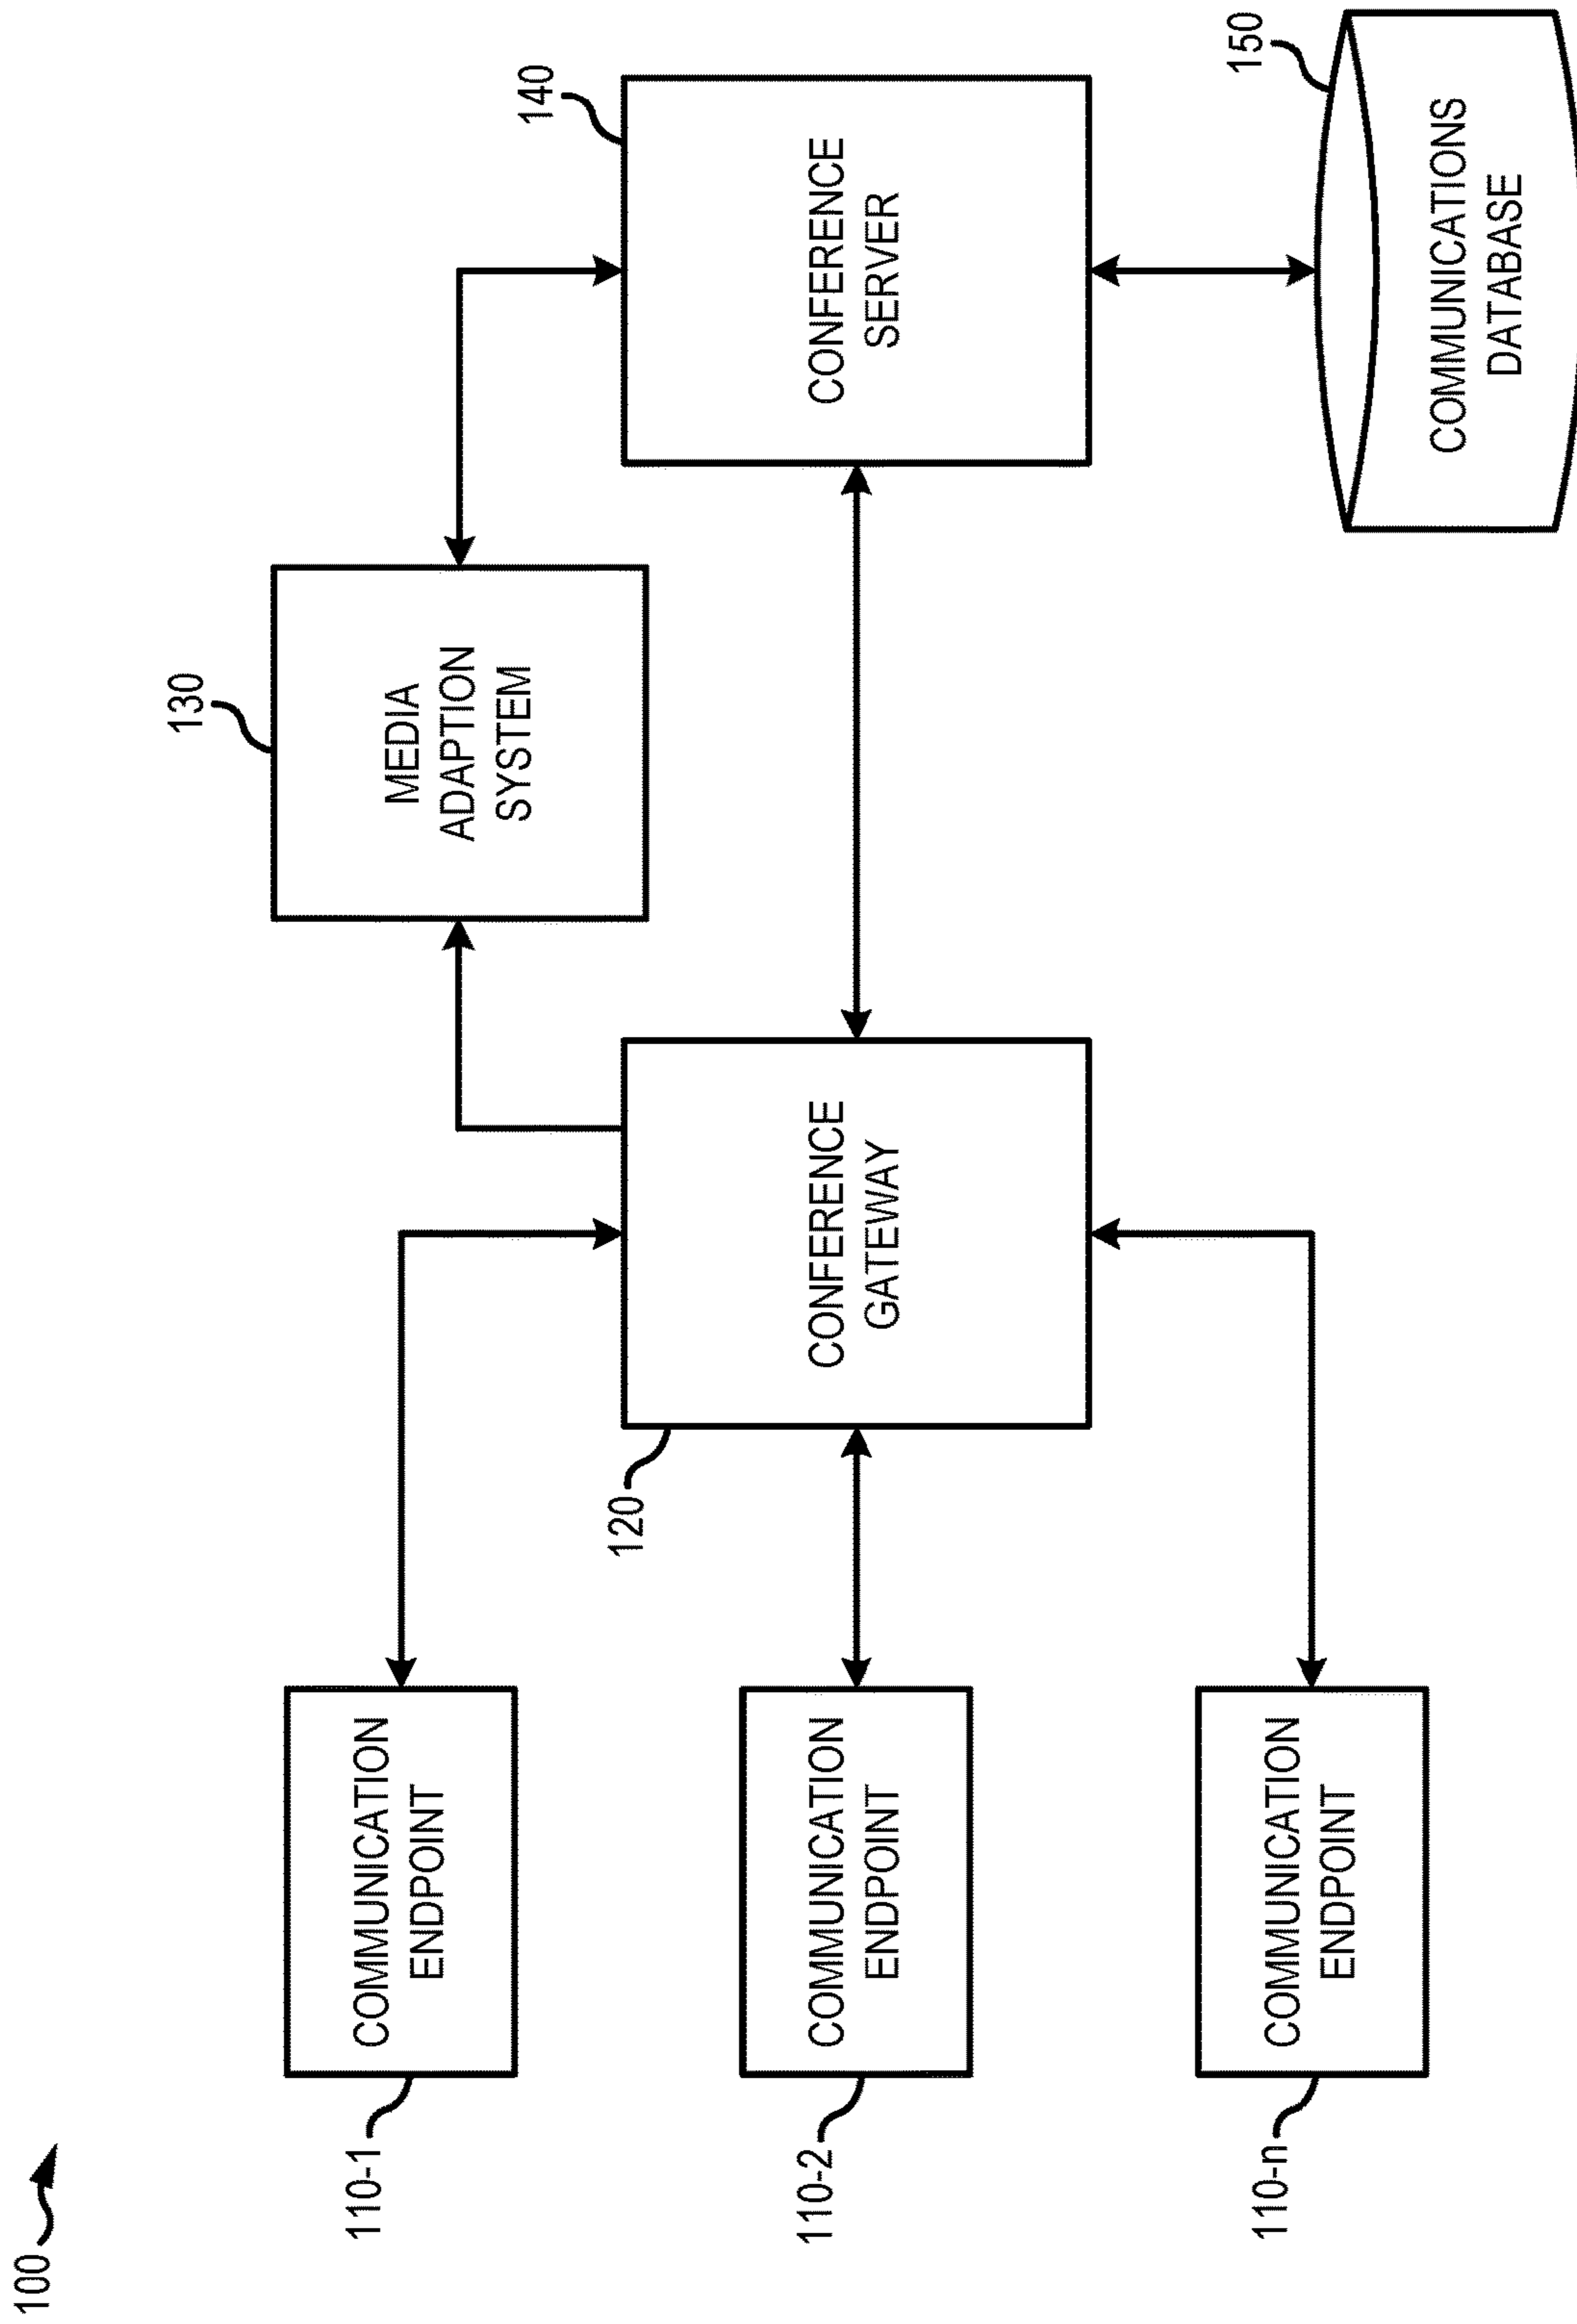 100
130
140
MEDIA
ADAPTION
SYSTEM
110-1
COMMUNICATION
ENDPOINT
120
CONFERENCE
GATEWAY
CONFERENCE
SERVER
110-2
COMMUNICATION
ENDPOINT
150
110-n
COMMUNICATION
ENDPOINT
COMMUNICATIONS
DATABASE